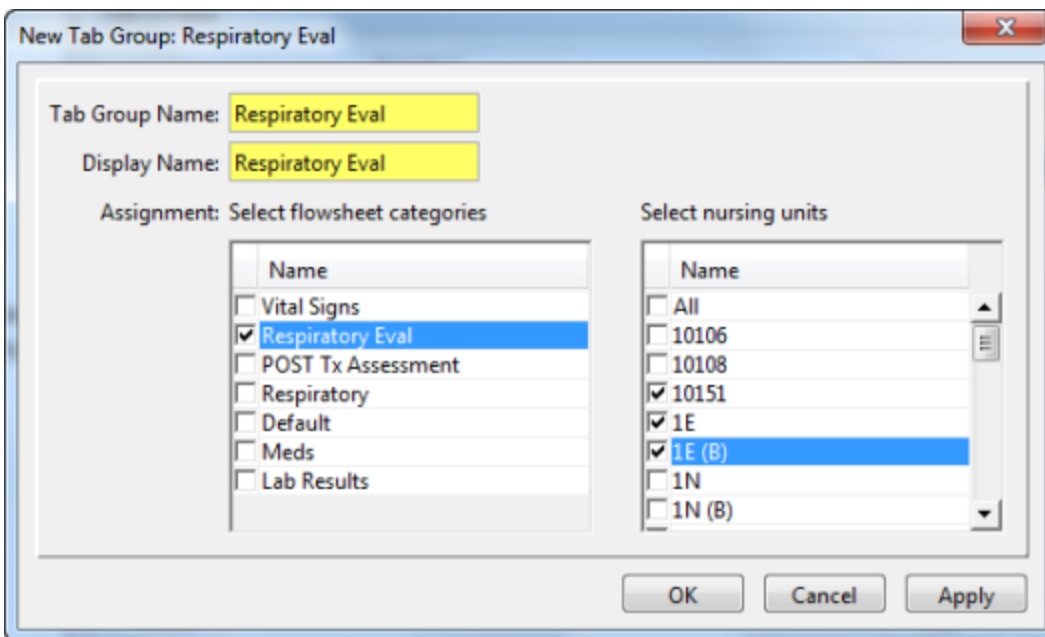 New Tab Group: Respiratory Eval
Tab Group Name: Respiratory Eval
Display Name: Respiratory Eval
Assignment: Select flowsheet categories
Name
Vital Signs
Respiratory Eval
POST Tx Assessment
Respiratory
Default
Meds
Lab Results
Select nursing units
Name
All
10106
10108
10151
1E
1E (B)
1N
1N (B)
OK Cancel Apply